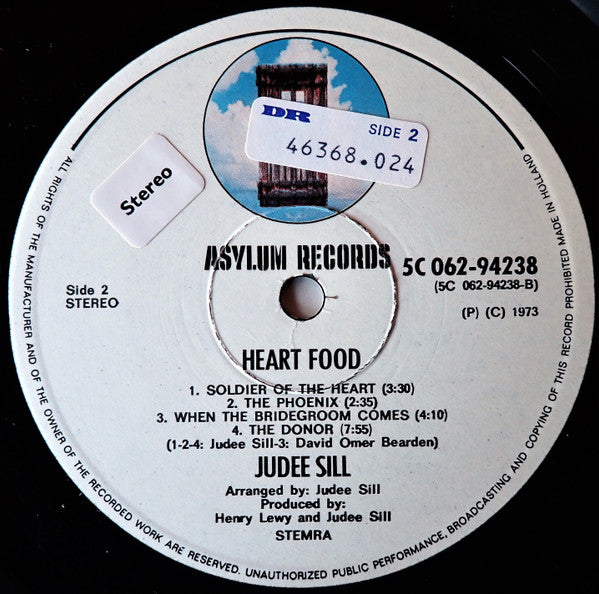 DR
SIDE 2
46368.024
Stereo
ASYLUM RECORDS
5C 062-94238
(5C 062-94238-B)
Side 2
STEREO
(P) (C) 1973
HEART FOOD
1. SOLDIER OF THE HEART (3:30)
2. THE PHOENIX (2:35)
3. WHEN THE BRIDEGROOM COMES (4:10)
4. THE DONOR (7:55)
(1-2-4: Judee Sill-3: David Omer Bearden)
JUDEE SILL
Arranged by: Judee Sill
Produced by:
Henry Lewy and Judee Sill
STEMRA
ALL RIGHTS OF THE MANUFACTURER AND OF THE OWNER OF THE RECORDED WORK ARE RESERVED. UNAUTHORIZED PUBLIC PERFORMANCE, BROADCASTING AND COPYING OF THIS RECORD PROHIBITED MADE IN HOLLAND